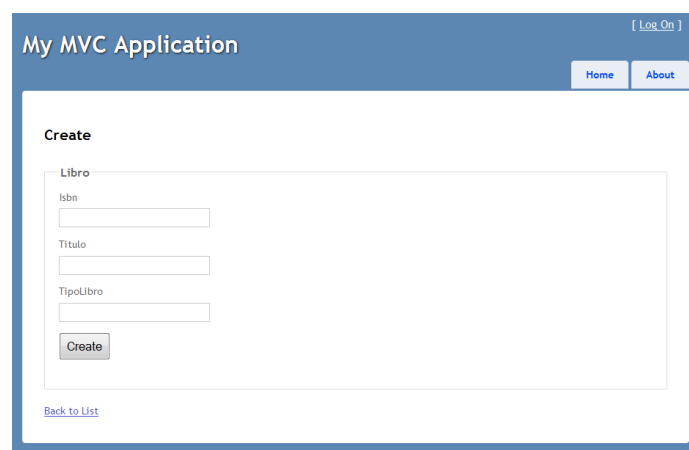 [ Log On ]
My MVC Application
Home About
Create
Libro
Isbn
Titulo
TipoLibro
Create
Back to List